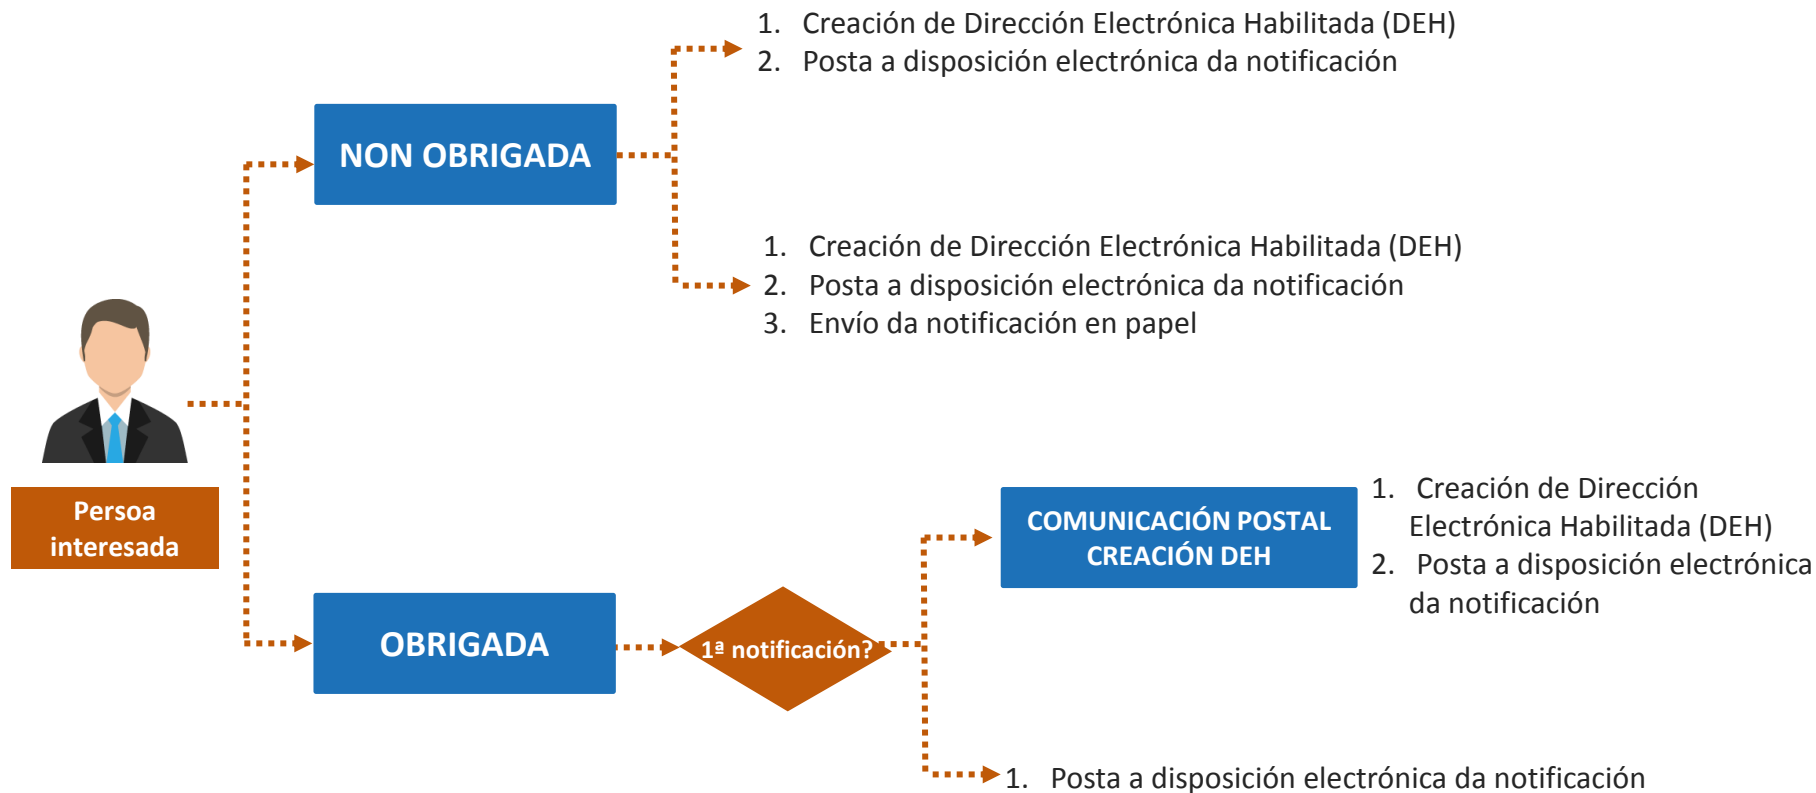 1. Creación de Dirección Electrónica Habilitada (DEH)
2. Posta a disposición electrónica da notificación
NON OBRIGADA
1. Creación de Dirección Electrónica Habilitada (DEH)
2. Posta a disposición electrónica da notificación
3. Envío da notificación en papel
Persoa
interesada
OBRIGADA
1ª notificación?
COMUNICACIÓN POSTAL
CREACIÓN DEH
1. Creación de Dirección
Electrónica Habilitada (DEH)
2. Posta a disposición electrónica
da notificación
1. Posta a disposición electrónica da notificación